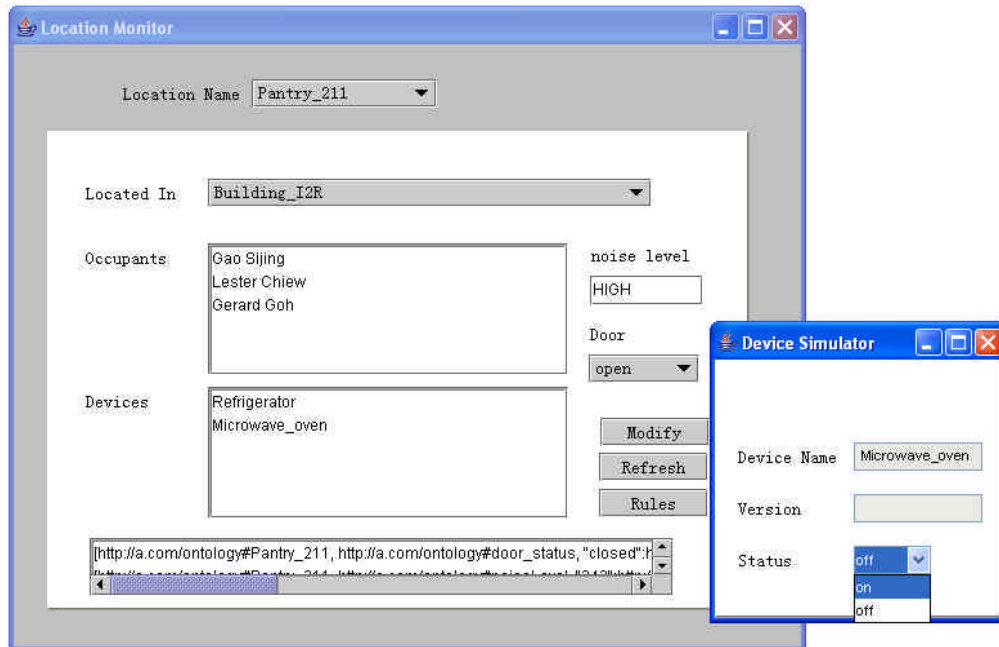 Location Monitor
Location Name Pantry_211
Located In Building_I2R
Occupants
Gao Sijing
Lester Chiew
Gerard Goh
noise level
HIGH
Door
open
Devices
Refrigerator
Microwave_oven
Modify
Refresh
Rules
[http://a.com/ontology#Pantry_211, http://a.com/ontology#door_status, "closed":h
Device Simulator
Device Name Microwave_oven
Version
Status off
on
off